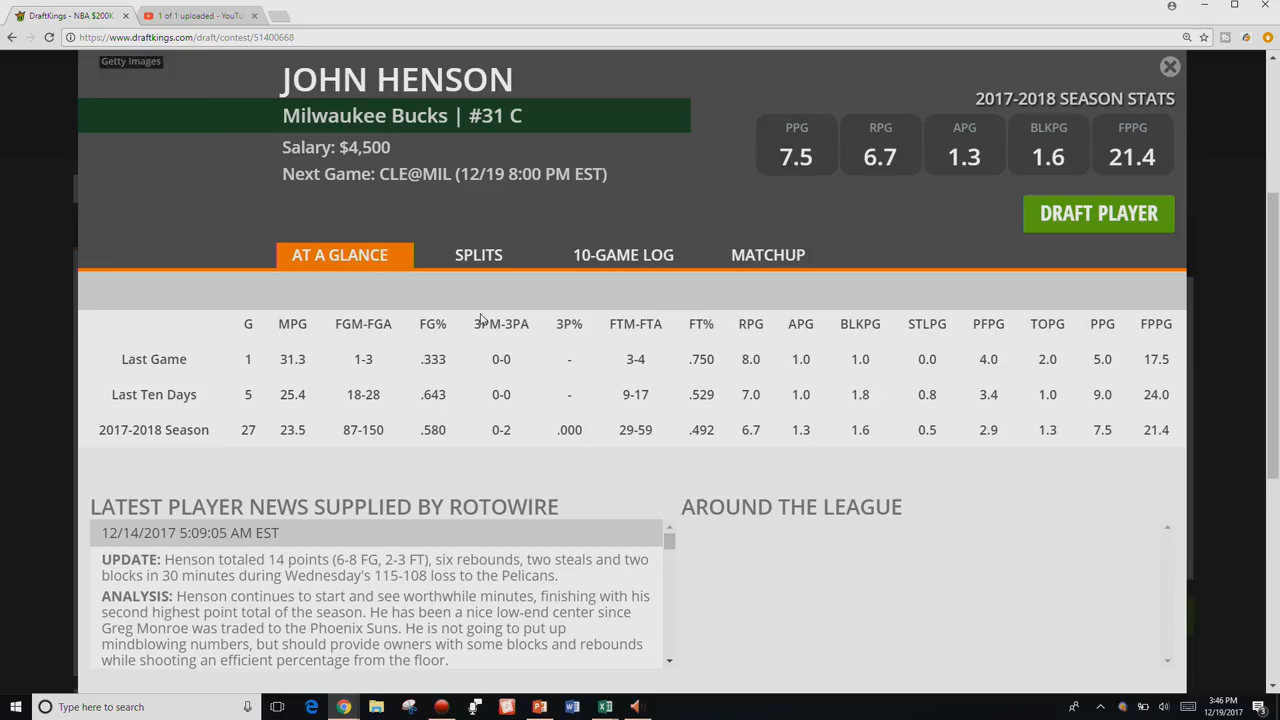 DraftKings - NBA $200K
1 of 1 uploaded - YouTu
https://www.draftkings.com/draft/contest/51400668
Getty Images
JOHN HENSON
Milwaukee Bucks | #31 C
Salary: $4,500
Next Game: CLE@MIL (12/19 8:00 PM EST)
2017-2018 SEASON STATS
PPG RPG APG BLKPG FPPG
7.5 6.7 1.3 1.6 21.4
DRAFT PLAYER
AT A GLANCE SPLITS 10-GAME LOG MATCHUP
G MPG FGM-FGA FG% 3PM-3PA 3P% FTM-FTA FT% RPG APG BLKPG STLPG PFPG TOPG PPG FPPG
Last Game 1 31.3 1-3 .333 0-0 - 3-4 .750 8.0 1.0 1.0 0.0 4.0 2.0 5.0 17.5
Last Ten Days 5 25.4 18-28 .643 0-0 - 9-17 .529 7.0 1.0 1.8 0.8 3.4 1.0 9.0 24.0
2017-2018 Season 27 23.5 87-150 .580 0-2 .000 29-59 .492 6.7 1.3 1.6 0.5 2.9 1.3 7.5 21.4
LATEST PLAYER NEWS SUPPLIED BY ROTOWIRE
12/14/2017 5:09:05 AM EST
UPDATE: Henson totaled 14 points (6-8 FG, 2-3 FT), six rebounds, two steals and two
blocks in 30 minutes during Wednesday's 115-108 loss to the Pelicans.
ANALYSIS: Henson continues to start and see worthwhile minutes, finishing with his
second highest point total of the season. He has been a nice low-end center since
Greg Monroe was traded to the Phoenix Suns. He is not going to put up
mindblowing numbers, but should provide owners with some blocks and rebounds
while shooting an efficient percentage from the floor.
AROUND THE LEAGUE
Type here to search
3:46 PM
12/19/2017